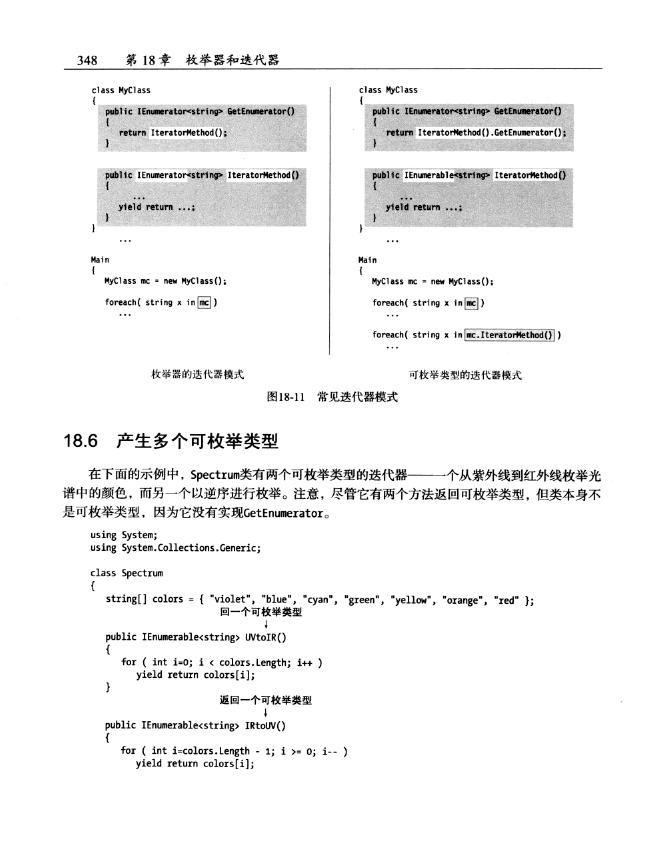 348 第18章 枚举器和迭代器
class MyClass
{
public IEnumerator<string> GetEnumerator()
{
return IteratorMethod();
}
public IEnumerator<string> IteratorMethod()
{
...
yield return ...;
}
}
...
Main
{
MyClass mc = new MyClass();
foreach( string x in mc )
...
枚举器的迭代器模式
class MyClass
{
public IEnumerator<string> GetEnumerator()
{
return IteratorMethod().GetEnumerator();
}
public IEnumerable<string> IteratorMethod()
{
...
yield return ...;
}
}
...
Main
{
MyClass mc = new MyClass();
foreach( string x in mc )
...
foreach( string x in mc.IteratorMethod() )
...
可枚举类型的迭代器模式
图18-11 常见迭代器模式
18.6 产生多个可枚举类型
在下面的示例中，Spectrum类有两个可枚举类型的迭代器——一个从紫外线到红外线枚举光
谱中的颜色，而另一个以逆序进行枚举。注意，尽管它有两个方法返回可枚举类型，但类本身不
是可枚举类型，因为它没有实现GetEnumerator。
using System;
using System.Collections.Generic;
class Spectrum
{
string[] colors = { "violet", "blue", "cyan", "green", "yellow", "orange", "red" };
回一个可枚举类型
↓
public IEnumerable<string> UVtoIR()
{
for ( int i=0; i < colors.Length; i++ )
yield return colors[i];
}
返回一个可枚举类型
↓
public IEnumerable<string> IRtoUV()
{
for ( int i=colors.Length - 1; i >= 0; i-- )
yield return colors[i];